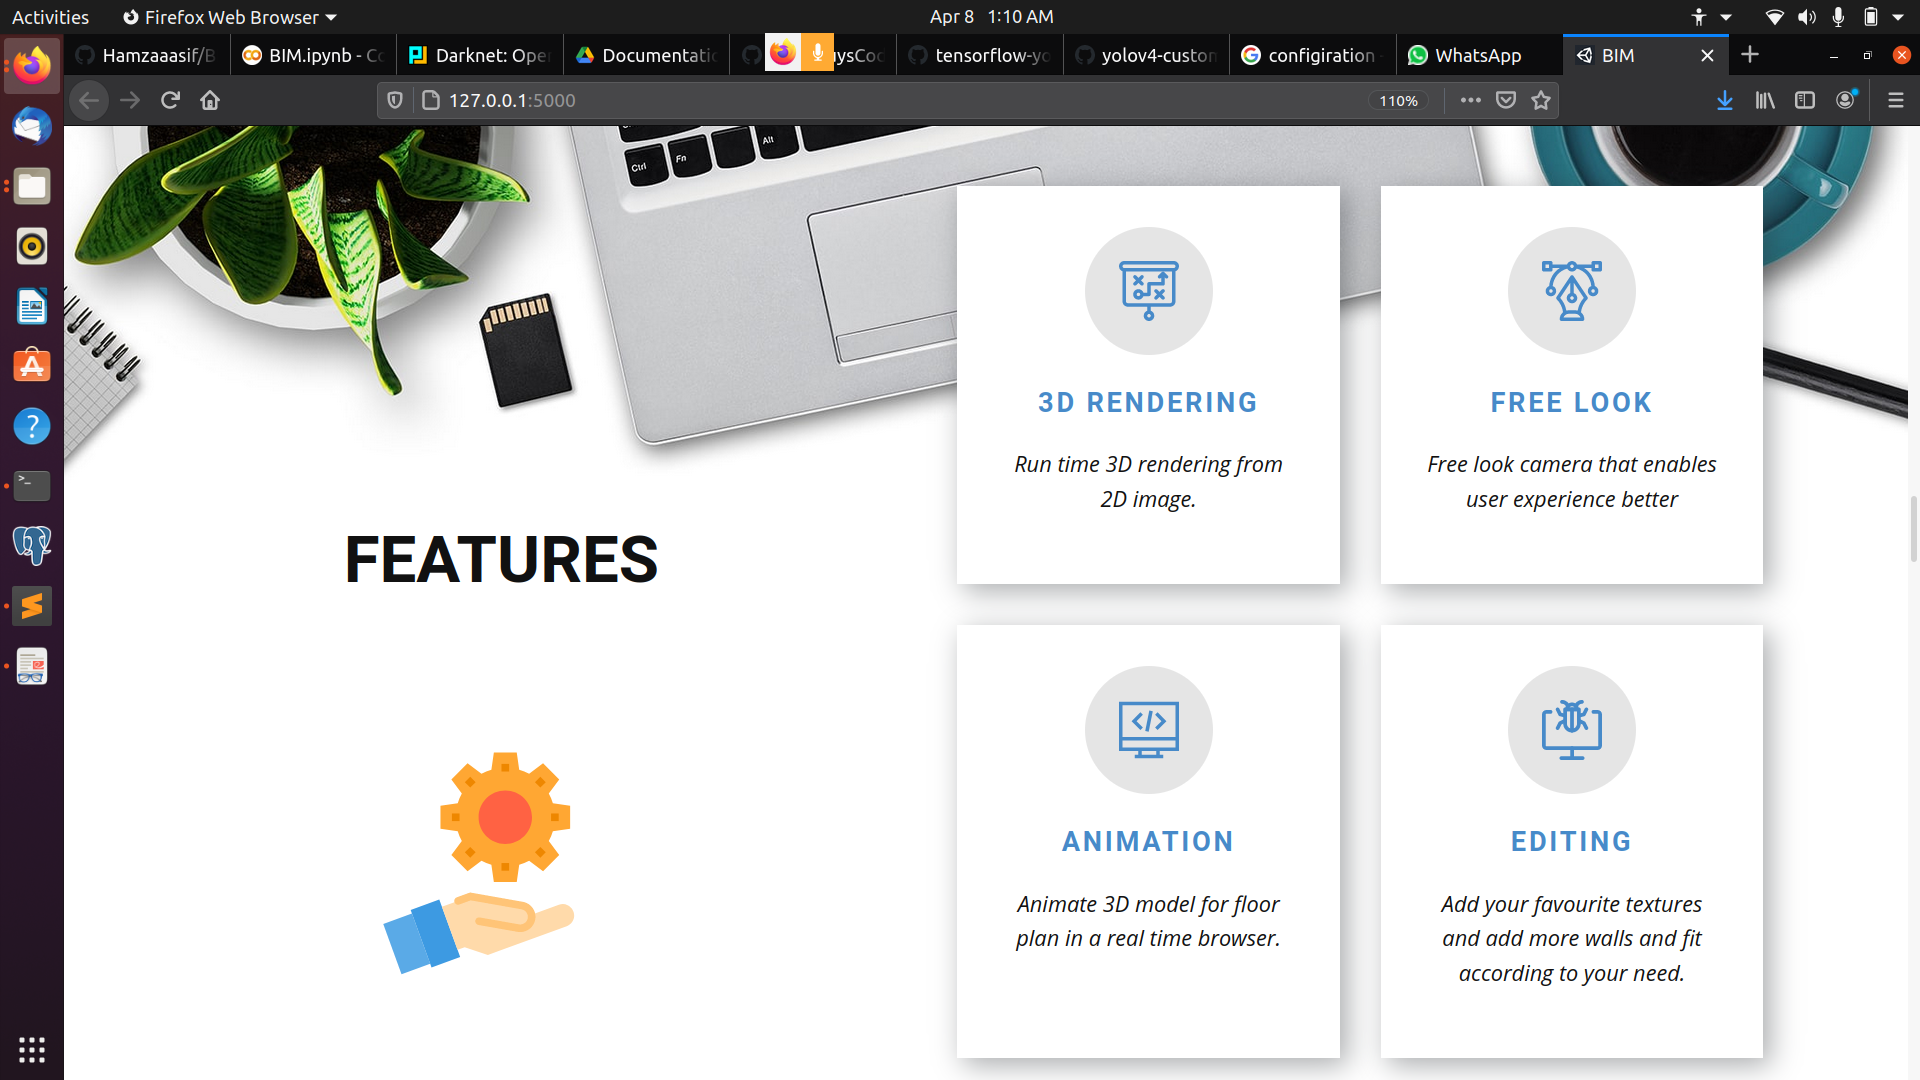 Activities
Firefox Web Browser
Apr 8 1:10 AM
Hamzaaasif/B
BIM.ipynb - Co
Darknet: Ope
Documentatio
uysCod
tensorflow-yo
yolov4-custon
configiration
WhatsApp
BIM
127.0.0.1:5000
110%
Ctrl
Fn
Alt
3D RENDERING
Run time 3D rendering from
2D image.
FREE LOOK
Free look camera that enables
user experience better
FEATURES
ANIMATION
Animate 3D model for floor
plan in a real time browser.
EDITING
Add your favourite textures
and add more walls and fit
according to your need.